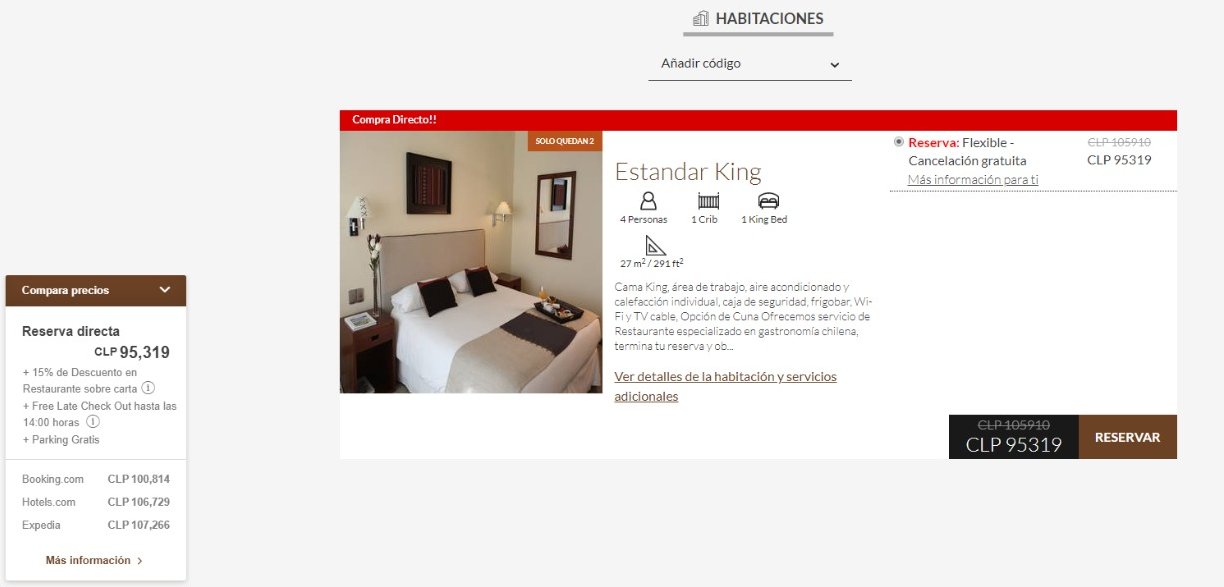 HABITACIONES
Añadir código
Compra Directo!!
SOLO QUEDAN 2
Estandar King
4 Personas
1 Crib
1 King Bed
27 m² / 291 ft²
Cama King, área de trabajo, aire acondicionado y
calefacción individual, caja de seguridad, frigobar, Wi-
Fi y TV cable, Opción de Cuna Ofrecemos servicio de
Restaurante especializado en gastronomía chilena,
termina tu reserva y ob...
Ver detalles de la habitación y servicios
adicionales
Reserva: Flexible -
Cancelación gratuita
Más información para ti
CLP 105910
CLP 95319
CLP 105910
CLP 95319
RESERVAR
Compara precios
Reserva directa
CLP 95,319
+ 15% de Descuento en
Restaurante sobre carta
+ Free Late Check Out hasta las
14:00 horas
+ Parking Gratis
Booking.com CLP 100,814
Hotels.com CLP 106,729
Expedia CLP 107,266
Más información